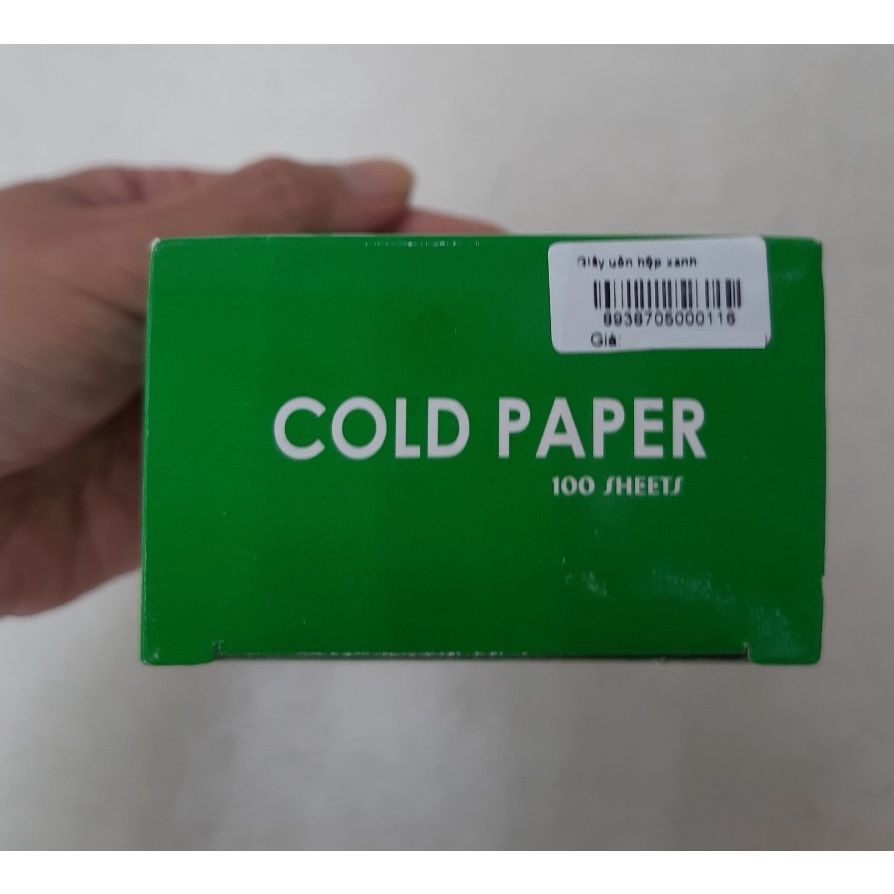 Giấy uốn hộp xanh
8938705000116
Giá:
COLD PAPER
100 SHEETS